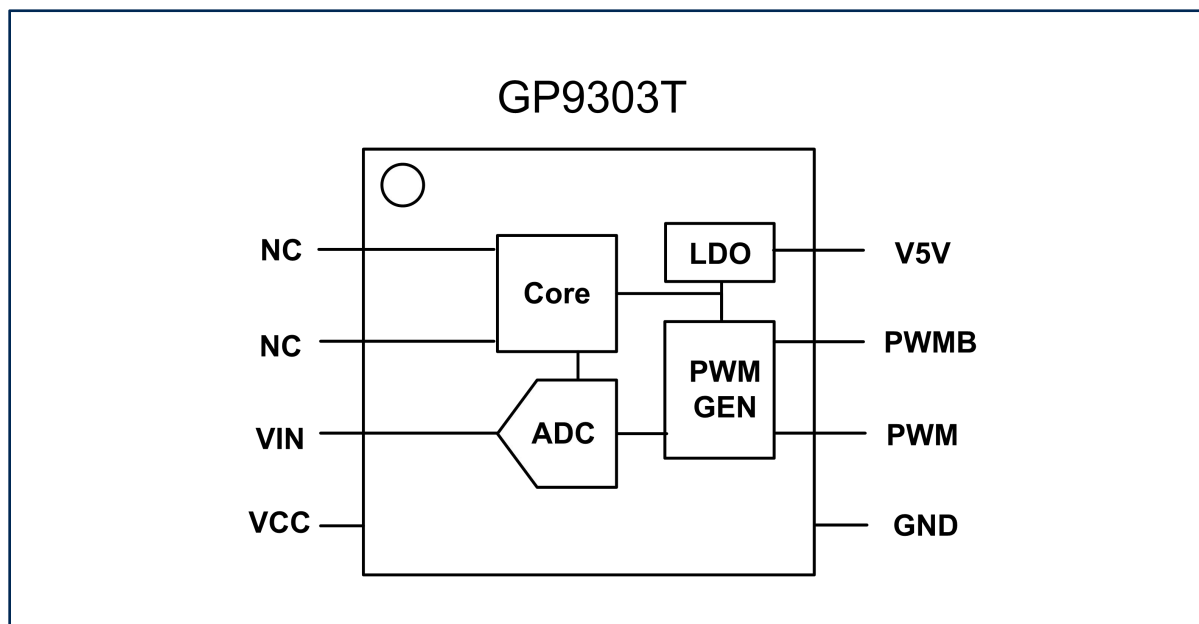 GP9303T
NC
NC
VIN
VCC
Core
ADC
LDO
PWM
GEN
V5V
PWMB
PWM
GND